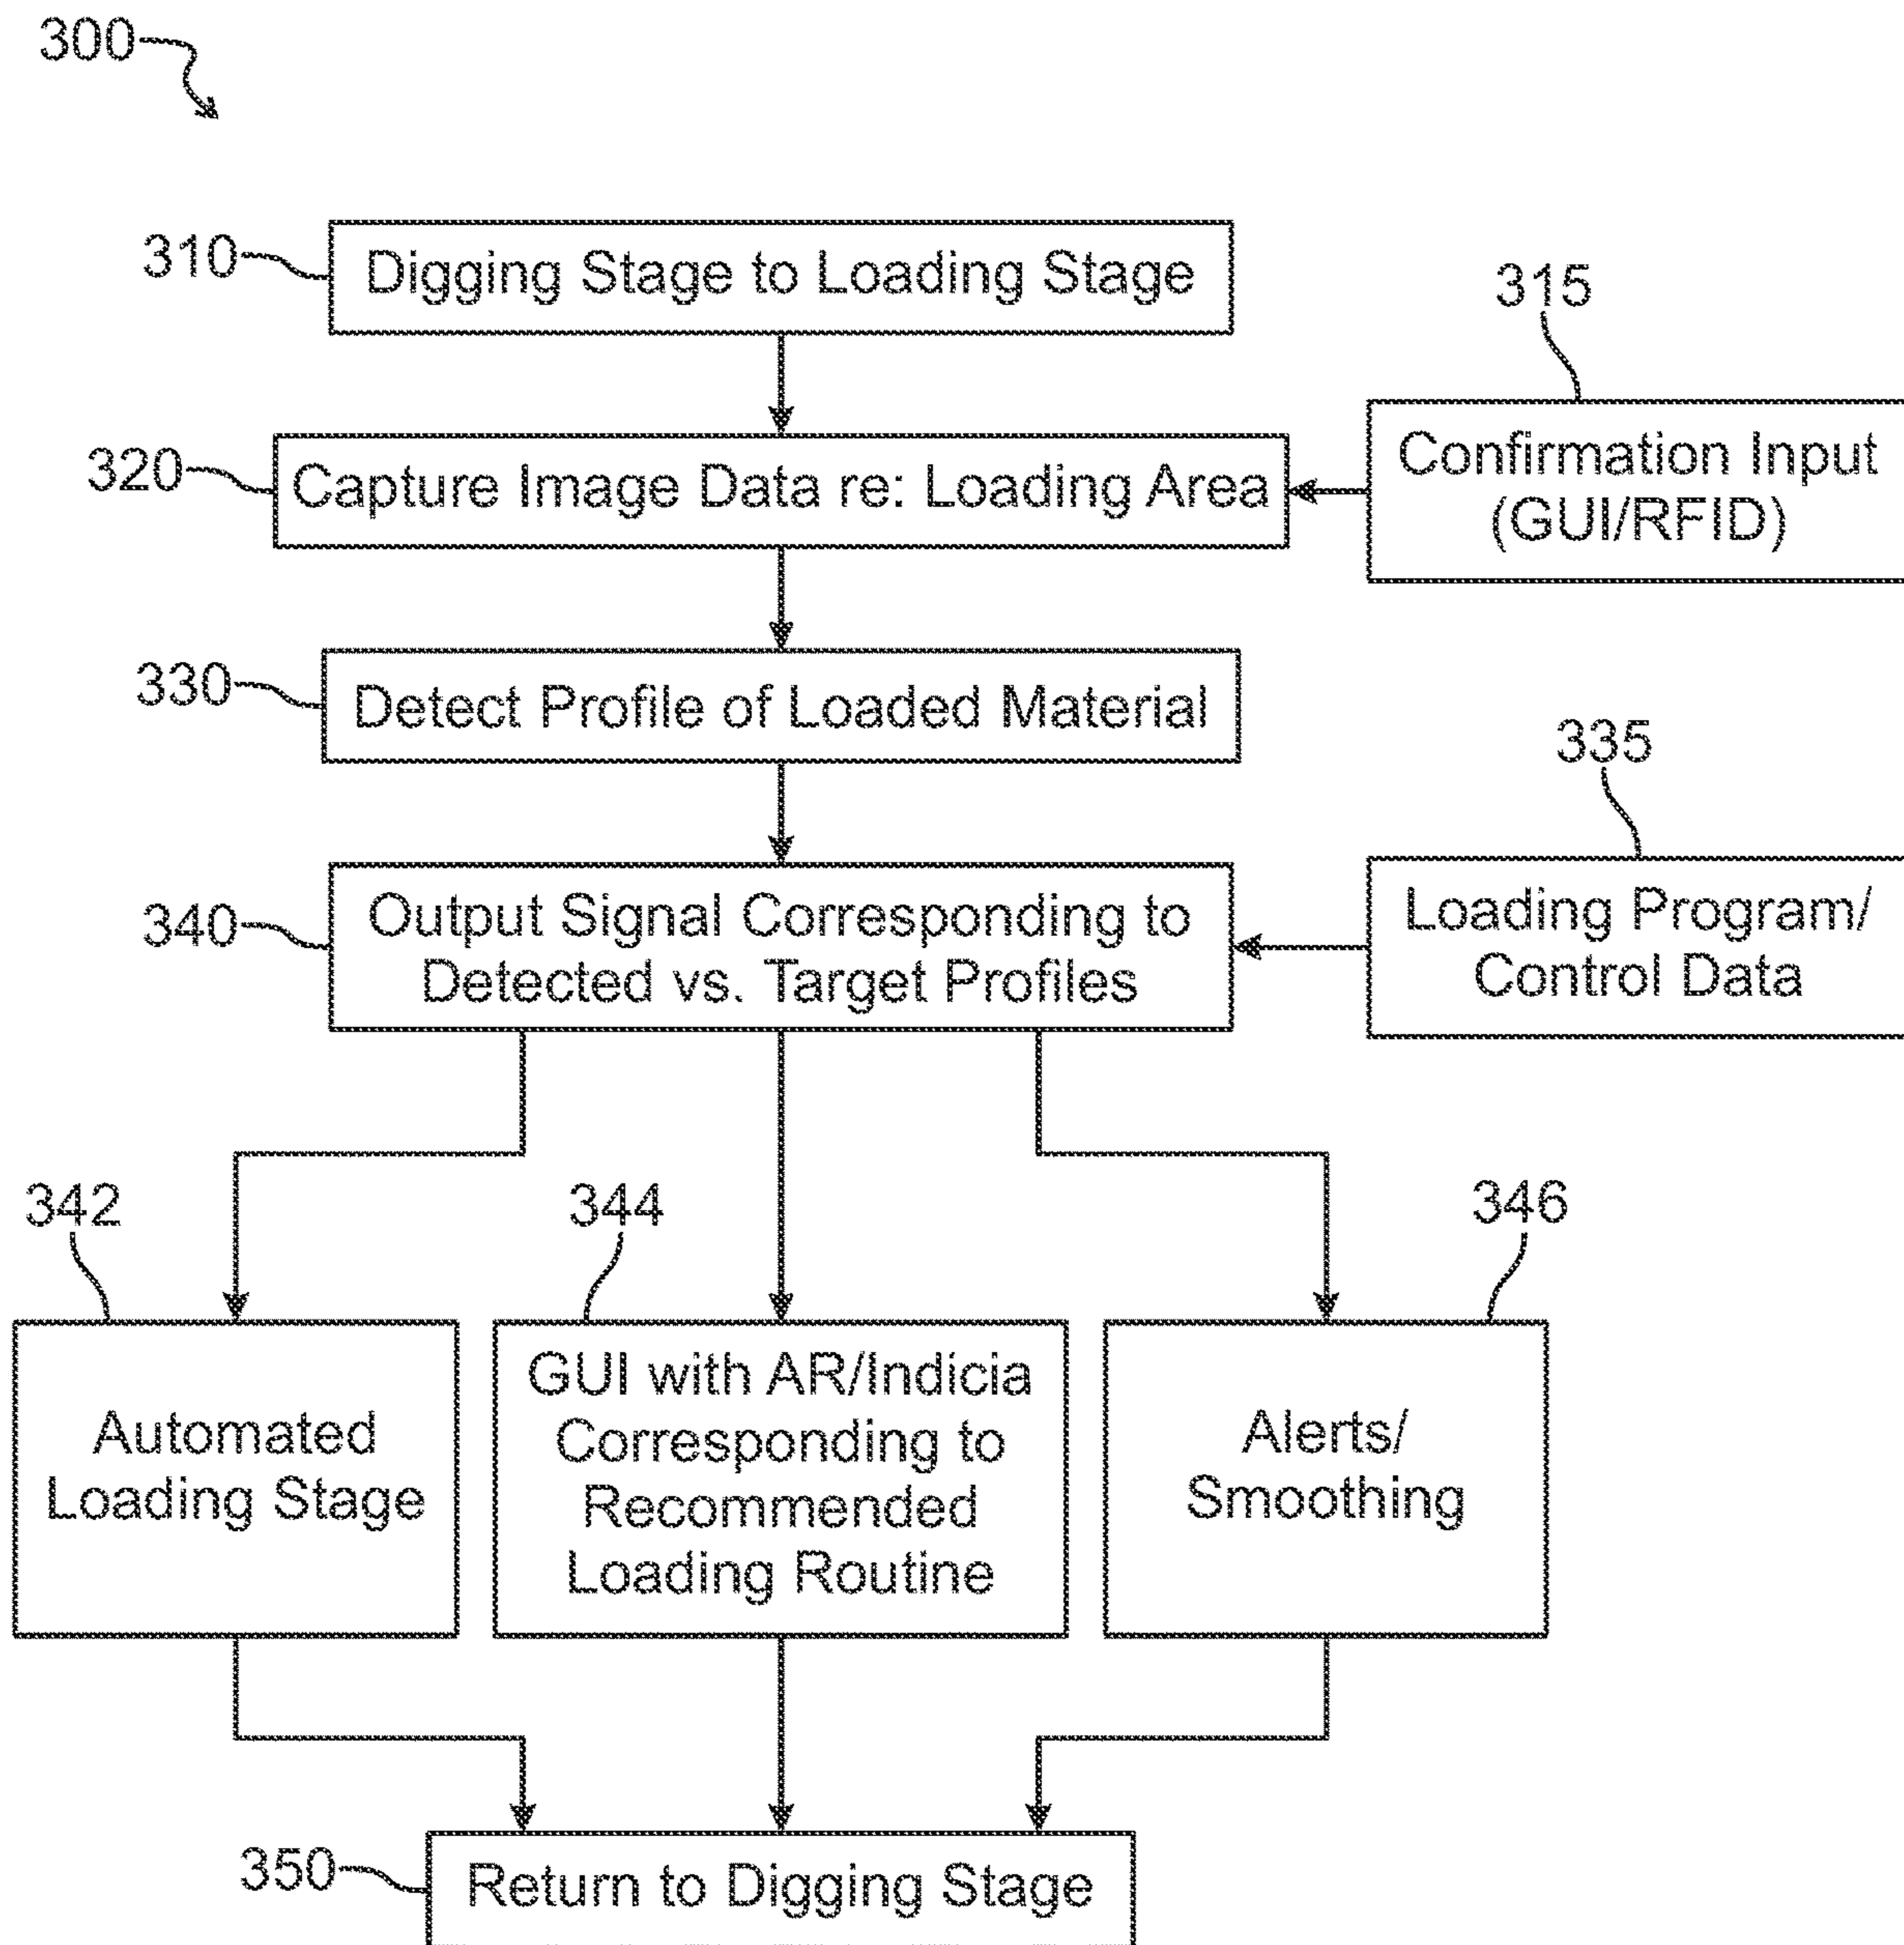 300
310
Digging Stage to Loading Stage
315
320
Capture Image Data re: Loading Area
Confirmation Input
(GUI/RFID)
330
Detect Profile of Loaded Material
335
340
Output Signal Corresponding to
Detected vs. Target Profiles
Loading Program/
Control Data
342
344
346
Automated
Loading Stage
GUI with AR/Indicia
Corresponding to
Recommended
Loading Routine
Alerts/
Smoothing
350
Return to Digging Stage